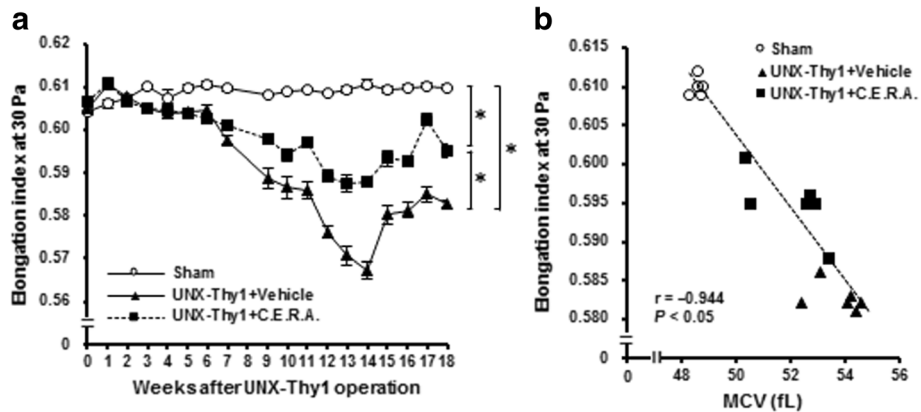 a
Elongation index at 30 Pa
0.62
0.61
0.60
0.59
0.58
0.57
0.56
0
* * *
Sham
UNX-Thy1+Vehicle
UNX-Thy1+C.E.R.A.
0 1 2 3 4 5 6 7 8 9 10 11 12 13 14 15 16 17 18
Weeks after UNX-Thy1 operation
b
Elongation index at 30 Pa
0.615
0.610
0.605
0.600
0.595
0.590
0.585
0.580
0
Sham
UNX-Thy1+Vehicle
UNX-Thy1+C.E.R.A.
r = –0.944
P < 0.05
0 48 50 52 54 56
MCV (fL)